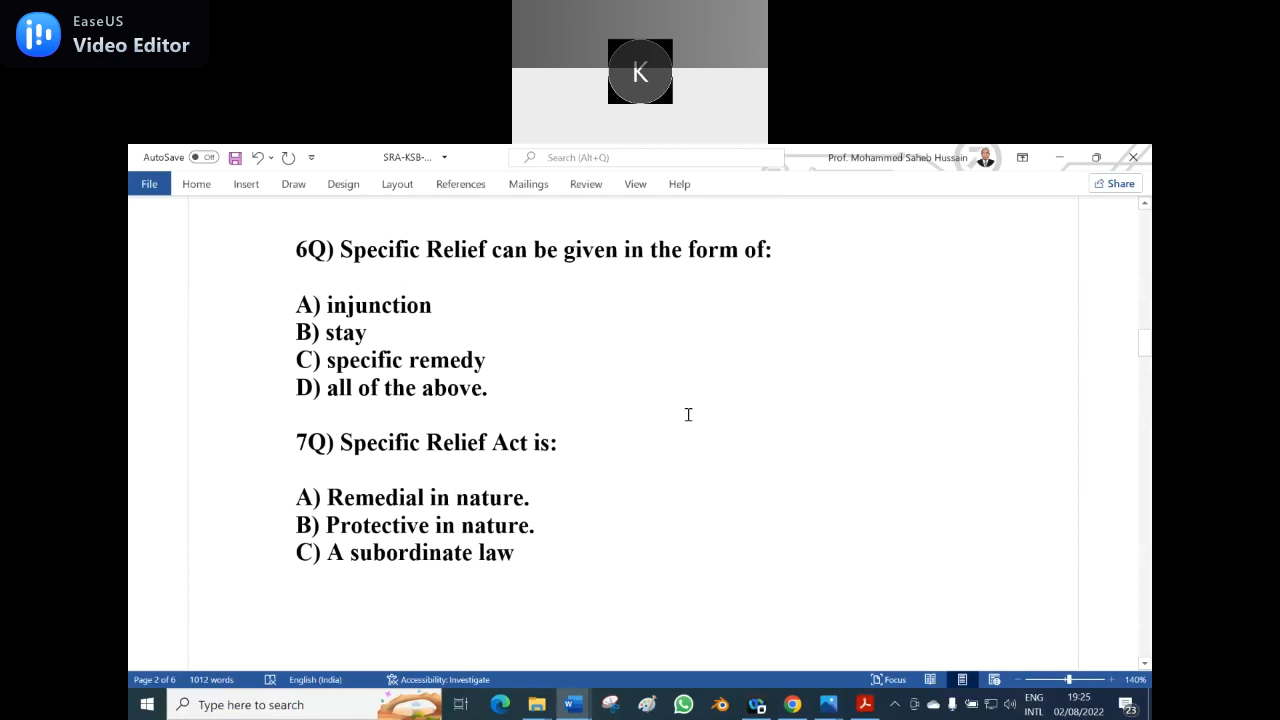 EaseUS
Video Editor
K
AutoSave Off
SRA-KSB-...
Search (Alt+Q)
Prof. Mohammed Saheb Hussain
File Home Insert Draw Design Layout References Mailings Review View Help
Share
6Q) Specific Relief can be given in the form of:
A) injunction
B) stay
C) specific remedy
D) all of the above.
7Q) Specific Relief Act is:
A) Remedial in nature.
B) Protective in nature.
C) A subordinate law
Page 2 of 6 1012 words English (India) Accessibility: Investigate Focus 140%
Type here to search
ENG
INTL
19:25
02/08/2022
23